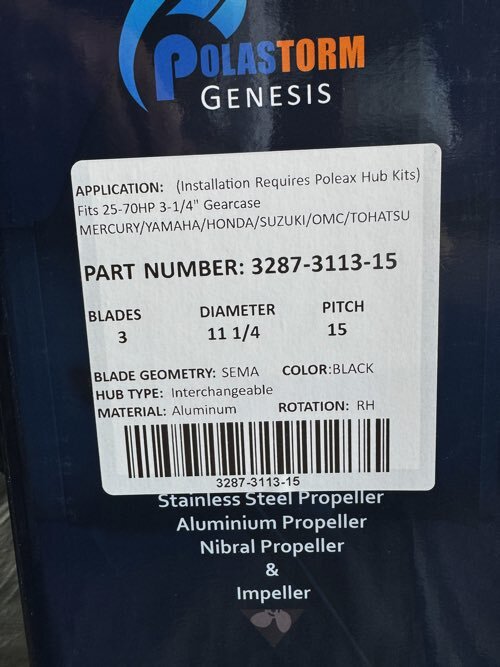 POLASTORM
GENESIS
APPLICATION: (Installation Requires Poleax Hub Kits)
Fits 25-70HP 3-1/4" Gearcase
MERCURY/YAMAHA/HONDA/SUZUKI/OMC/TOHATSU
PART NUMBER: 3287-3113-15
BLADES DIAMETER PITCH
3 11 1/4 15
BLADE GEOMETRY: SEMA COLOR:BLACK
HUB TYPE: Interchangeable
MATERIAL: Aluminum ROTATION: RH
3287-3113-15
Stainless Steel Propeller
Aluminium Propeller
Nibral Propeller
&
Impeller